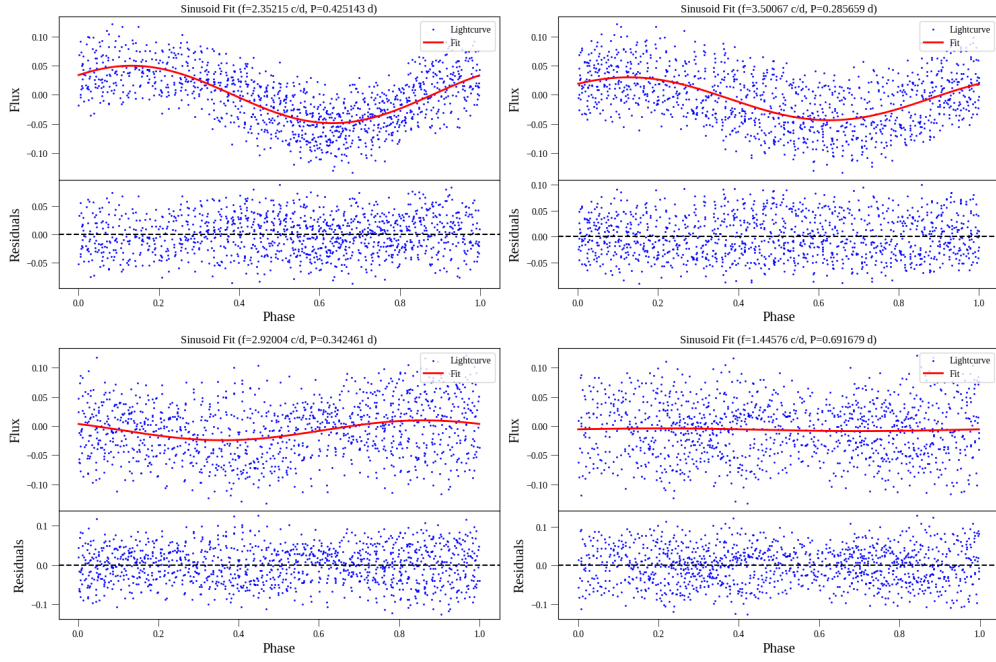 Sinusoid Fit (f=2.35215 c/d, P=0.425143 d)
Lightcurve
Fit
0.10
0.05
0.00
−0.05
−0.10
Flux
0.05
0.00
−0.05
Residuals
0.0 0.2 0.4 0.6 0.8 1.0
Phase
Sinusoid Fit (f=3.50067 c/d, P=0.285659 d)
Lightcurve
Fit
0.10
0.05
0.00
−0.05
−0.10
Flux
0.10
0.05
0.00
−0.05
Residuals
0.0 0.2 0.4 0.6 0.8 1.0
Phase
Sinusoid Fit (f=2.92004 c/d, P=0.342461 d)
Lightcurve
Fit
0.10
0.05
0.00
−0.05
−0.10
Flux
0.1
0.0
−0.1
Residuals
0.0 0.2 0.4 0.6 0.8 1.0
Phase
Sinusoid Fit (f=1.44576 c/d, P=0.691679 d)
Lightcurve
Fit
0.10
0.05
0.00
−0.05
−0.10
Flux
0.1
0.0
−0.1
Residuals
0.0 0.2 0.4 0.6 0.8 1.0
Phase